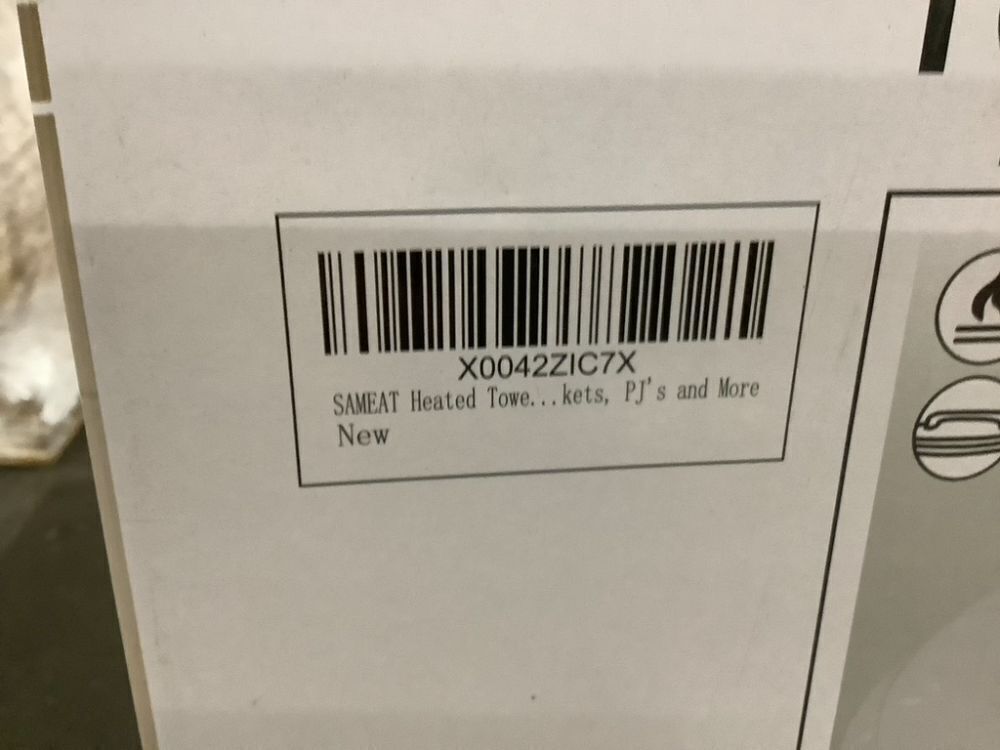 X0042ZIC7X
SAMEAT Heated Towe...kets, PJ's and More
New